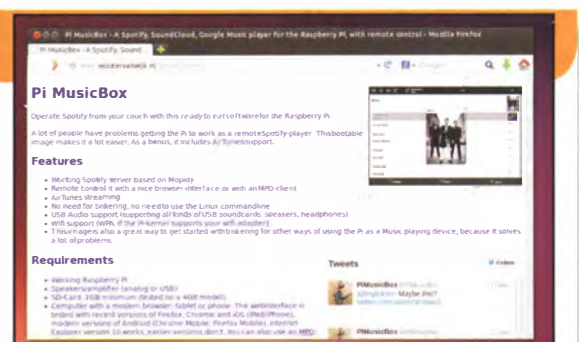 Pi MusicBox - A Spotify, SoundCloud, Google Music player for the Raspberry Pi, with remote control - Mozilla Firefox
Pi MusicBox - A Spotify, Sound
woutervanwijk.nl
Google
Pi MusicBox
Operate Spotify from your couch with this ready to eat software for the Raspberry Pi
A lot of people have problems getting the Pi to work as a remote Spotify player. This bootable
image makes it a lot easier. As a bonus, it includes AirTunes support.
Features
• Working Spotify server based on Mopidy
• Remote control it with a nice browser-interface or with an MPD-client
• AirTunes streaming
• No need for tinkering, no need to use the Linux commandline
• USB Audio support (supporting all kinds of USB soundcards, speakers, headphones)
• Wifi support (WPA, if the Pi-kernel supports your wifi-adapter)
• This image is also a great way to get started with tinkering for other ways of using the Pi as a Music playing device, because it solves
a lot of problems.
Requirements
• Working Raspberry Pi
• Speakers/amplifier (analog or USB)
• SD-Card, 1GB minimum (tested on a 4GB model)
• Computer with a modern browser, tablet or phone. The webinterface is
tested with recent versions of Firefox, Chrome and iOS (iPad/iPhone),
modern versions of Android (Chrome Mobile, Firefox Mobile). Internet
Explorer version 10 works, earlier versions don't. You can also use an MPD-
Tweets
Follow
PiMusicBox
Maybe this?
PiMusicBox